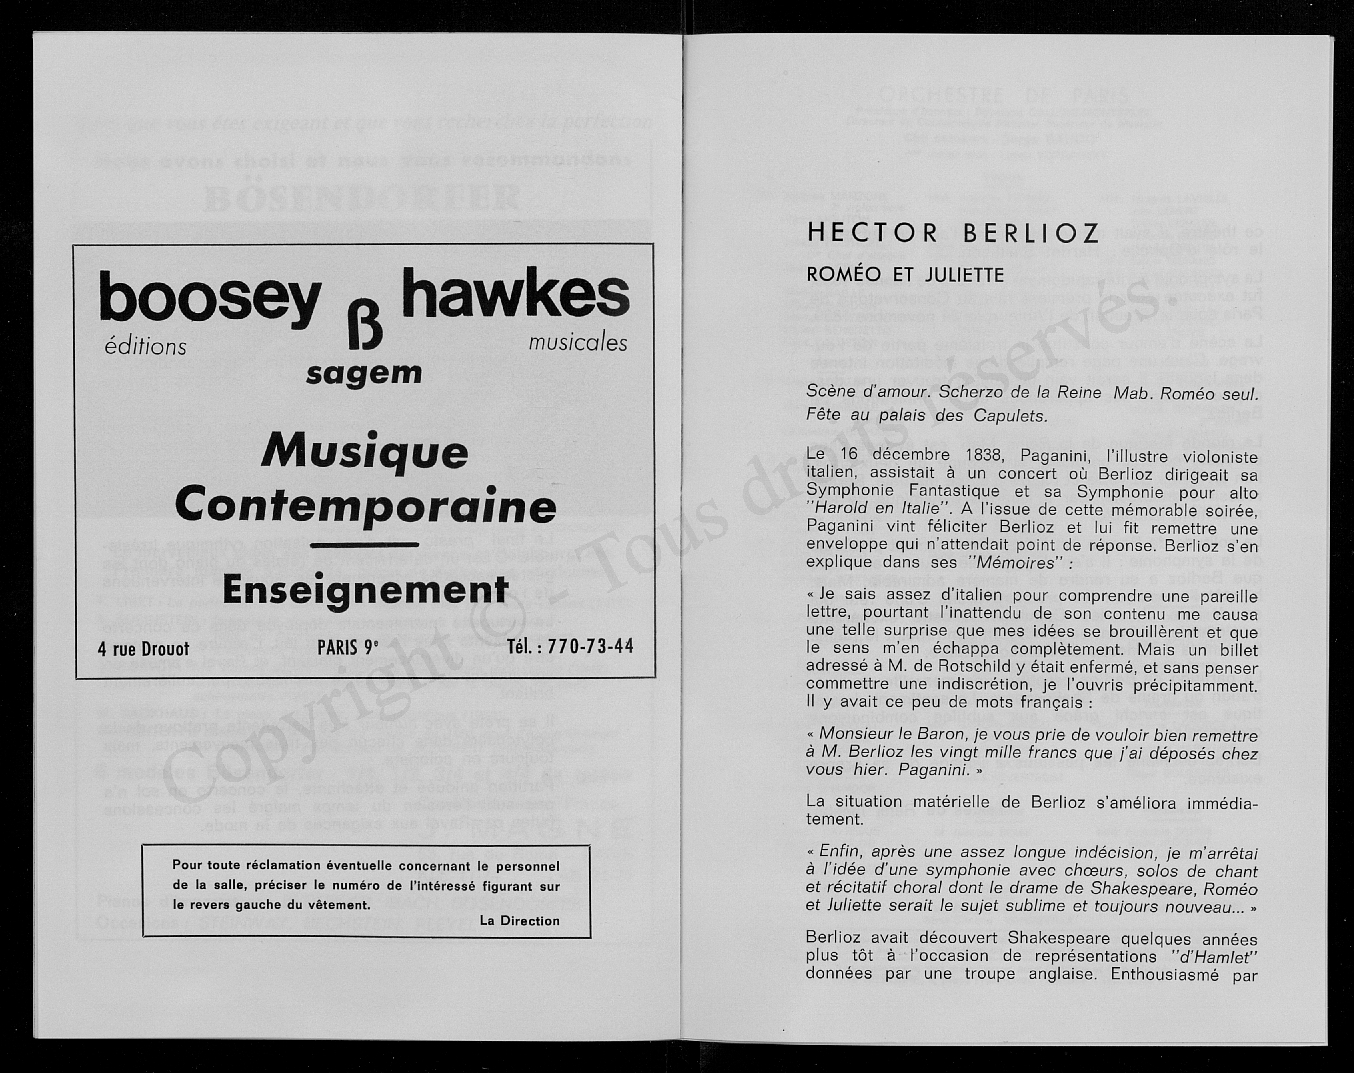 boosey ß hawkes
éditions musicales
sagem
Musique
Contemporaine
Enseignement
4 rue Drouot PARIS 9e Tél. : 770-73-44
Pour toute réclamation éventuelle concernant le personnel
de la salle, préciser le numéro de l'intéressé figurant sur
le revers gauche du vêtement.
La Direction
HECTOR BERLIOZ
ROMÉO ET JULIETTE
Scène d'amour. Scherzo de la Reine Mab. Roméo seul.
Fête au palais des Capulets.
Le 16 décembre 1838, Paganini, l'illustre violoniste
italien, assistait à un concert où Berlioz dirigeait sa
Symphonie Fantastique et sa Symphonie pour alto
"Harold en Italie". A l'issue de cette mémorable soirée,
Paganini vint féliciter Berlioz et lui fit remettre une
enveloppe qui n'attendait point de réponse. Berlioz s'en
explique dans ses "Mémoires" :
« Je sais assez d'italien pour comprendre une pareille
lettre, pourtant l'inattendu de son contenu me causa
une telle surprise que mes idées se brouillèrent et que
le sens m'en échappa complètement. Mais un billet
adressé à M. de Rotschild y était enfermé, et sans penser
commettre une indiscrétion, je l'ouvris précipitamment.
Il y avait ce peu de mots français :
« Monsieur le Baron, je vous prie de vouloir bien remettre
à M. Berlioz les vingt mille francs que j'ai déposés chez
vous hier. Paganini. »
La situation matérielle de Berlioz s'améliora immédia-
tement.
« Enfin, après une assez longue indécision, je m'arrêtai
à l'idée d'une symphonie avec chœurs, solos de chant
et récitatif choral dont le drame de Shakespeare, Roméo
et Juliette serait le sujet sublime et toujours nouveau... »
Berlioz avait découvert Shakespeare quelques années
plus tôt à l'occasion de représentations "d'Hamlet"
données par une troupe anglaise. Enthousiasmé par
Copyright © - Tous droits réservés.